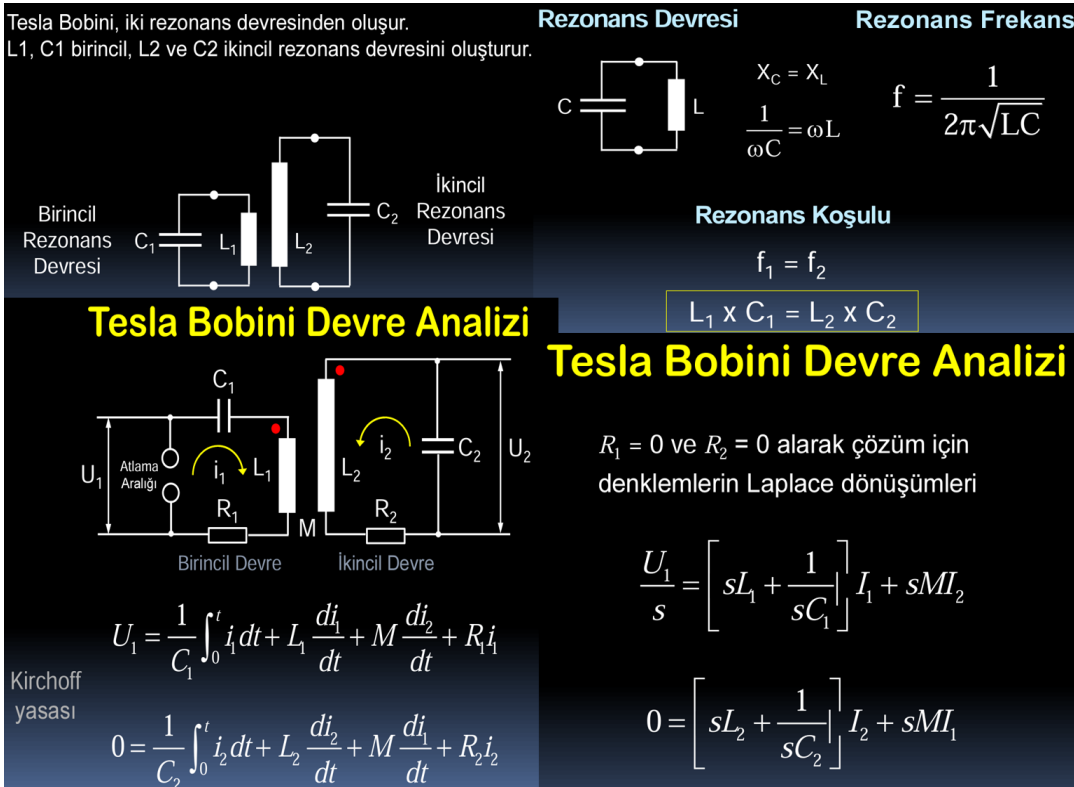 Tesla Bobini, iki rezonans devresinden oluşur.
L1, C1 birincil, L2 ve C2 ikincil rezonans devresini oluşturur.
Birincil
Rezonans
Devresi
C₁
L₁
L₂
C₂
İkincil
Rezonans
Devresi
Rezonans Devresi
Rezonans Frekans
C
L
X_C = X_L
1/(ωC) = ωL
f = 1/(2π√(LC))
Rezonans Koşulu
f₁ = f₂
L₁ x C₁ = L₂ x C₂
Tesla Bobini Devre Analizi
C₁
U₁
Atlama
Aralığı
i₁
L₁
R₁
M
L₂
i₂
R₂
C₂
U₂
Birincil Devre
İkincil Devre
Kirchoff
yasası
U₁ = (1/C₁) ∫₀ᵗ i₁dt + L₁ di₁/dt + M di₂/dt + R₁i₁
0 = (1/C₂) ∫₀ᵗ i₂dt + L₂ di₂/dt + M di₁/dt + R₂i₂
Tesla Bobini Devre Analizi
R₁ = 0 ve R₂ = 0 alarak çözüm için
denklemlerin Laplace dönüşümleri
U₁/s = [sL₁ + 1/(sC₁)] I₁ + sMI₂
0 = [sL₂ + 1/(sC₂)] I₂ + sMI₁